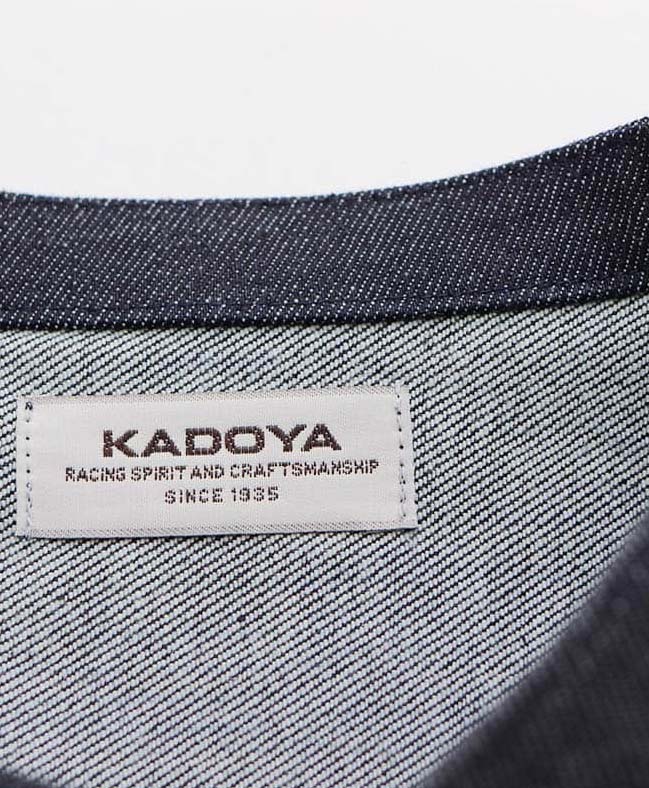 KADOYA
RACING SPIRIT AND CRAFTSMANSHIP
SINCE 1935